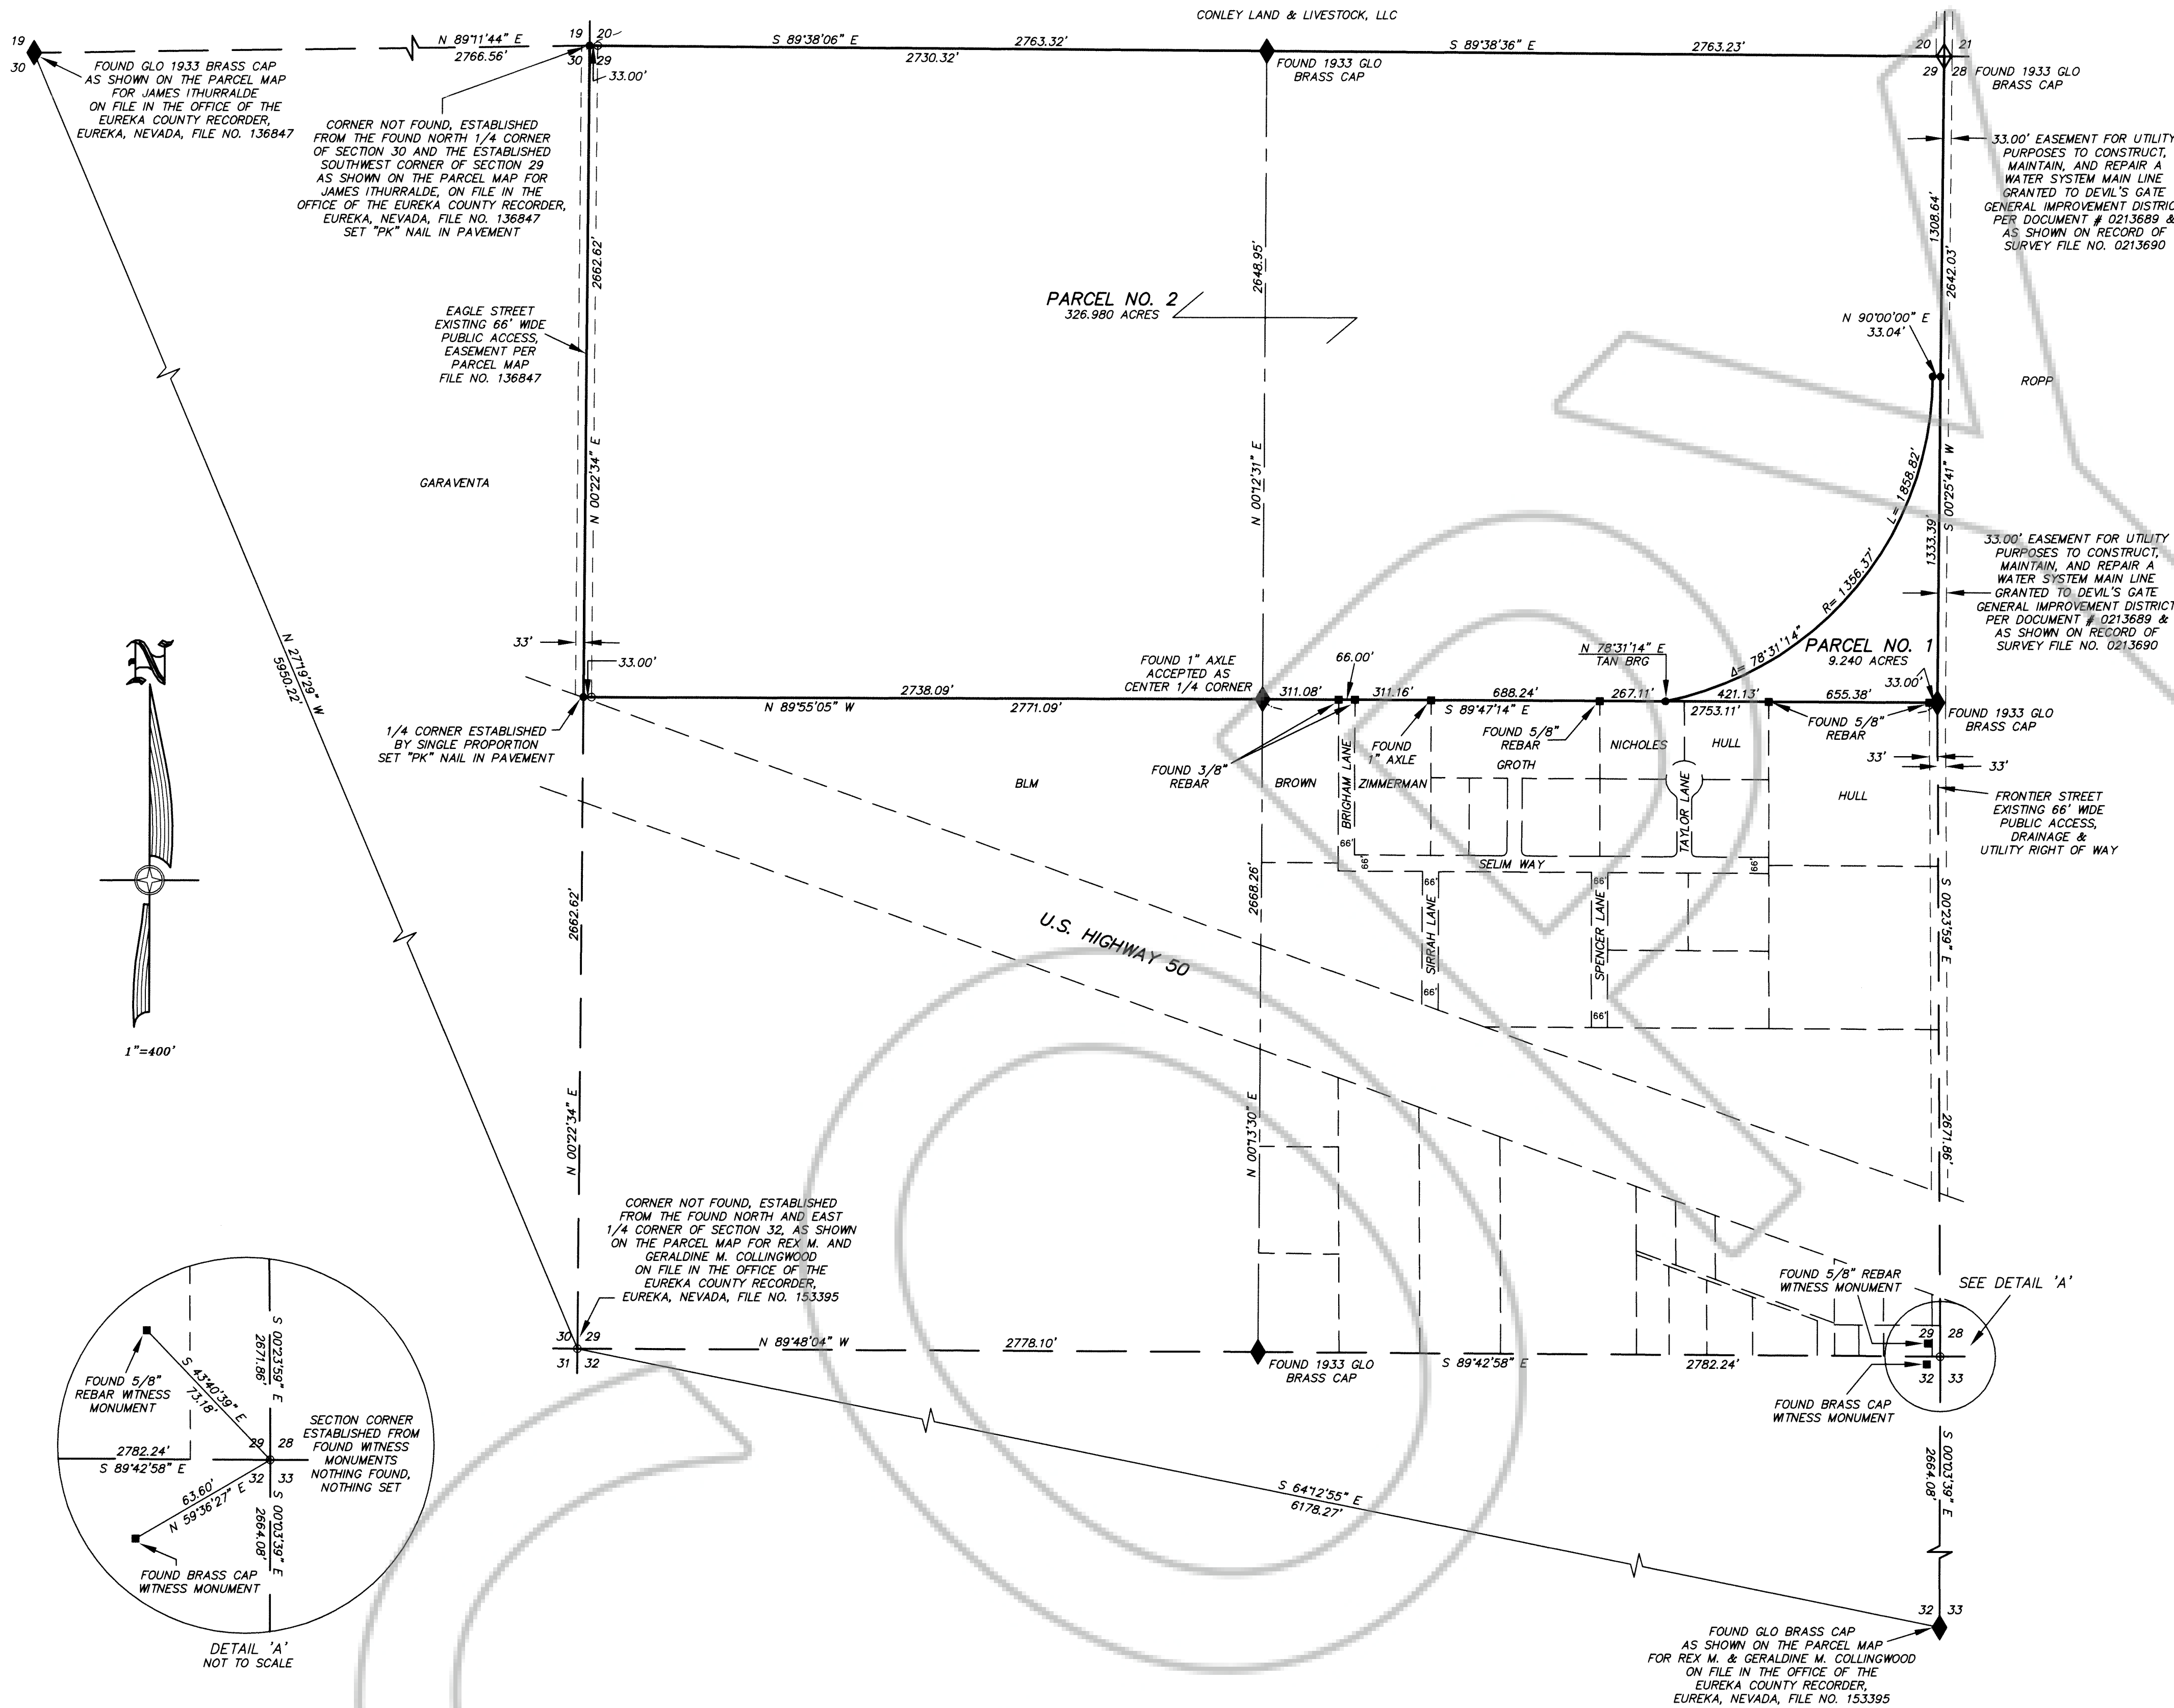 CONLEY LAND & LIVESTOCK, LLC
19
30
N 89°11'44" E
2766.56'
19 20
30 29
33.00'
S 89°38'06" E
2763.32'
2730.32'
S 89°38'36" E
2763.23'
20 21
29 28
FOUND GLO 1933 BRASS CAP
AS SHOWN ON THE PARCEL MAP
FOR JAMES ITHURRALDE
ON FILE IN THE OFFICE OF THE
EUREKA COUNTY RECORDER,
EUREKA, NEVADA, FILE NO. 136847
CORNER NOT FOUND, ESTABLISHED
FROM THE FOUND NORTH 1/4 CORNER
OF SECTION 30 AND THE ESTABLISHED
SOUTHWEST CORNER OF SECTION 29
AS SHOWN ON THE PARCEL MAP FOR
JAMES ITHURRALDE, ON FILE IN THE
OFFICE OF THE EUREKA COUNTY RECORDER,
EUREKA, NEVADA, FILE NO. 136847
SET "PK" NAIL IN PAVEMENT
FOUND 1933 GLO
BRASS CAP
FOUND 1933 GLO
BRASS CAP
33.00' EASEMENT FOR UTILITY
PURPOSES TO CONSTRUCT,
MAINTAIN, AND REPAIR A
WATER SYSTEM MAIN LINE
GRANTED TO DEVIL'S GATE
GENERAL IMPROVEMENT DISTRIC
PER DOCUMENT # 0213689 &
AS SHOWN ON RECORD OF
SURVEY FILE NO. 0213690
1308.64'
2642.03'
S 00°25'41" W
2662.62'
N 00°22'34" E
2648.95'
N 00°12'31" E
EAGLE STREET
EXISTING 66' WIDE
PUBLIC ACCESS,
EASEMENT PER
PARCEL MAP
FILE NO. 136847
PARCEL NO. 2
326.980 ACRES
N 90°00'00" E
33.04'
ROPP
GARAVENTA
L= 1858.82'
R= 1356.37'
Δ= 78°31'14"
1333.39'
33.00' EASEMENT FOR UTILITY
PURPOSES TO CONSTRUCT,
MAINTAIN, AND REPAIR A
WATER SYSTEM MAIN LINE
GRANTED TO DEVIL'S GATE
GENERAL IMPROVEMENT DISTRICT
PER DOCUMENT # 0213689 &
AS SHOWN ON RECORD OF
SURVEY FILE NO. 0213690
PARCEL NO. 1
9.240 ACRES
33.00'
N 27°19'29" W
5950.22'
33'
33.00'
2738.09'
N 89°55'05" W
2771.09'
FOUND 1" AXLE
ACCEPTED AS
CENTER 1/4 CORNER
66.00'
N 78°31'14" E
TAN BRG
311.08'
311.16'
688.24'
267.11'
421.13'
655.38'
S 89°47'14" E
2753.11'
1/4 CORNER ESTABLISHED
BY SINGLE PROPORTION
SET "PK" NAIL IN PAVEMENT
FOUND 3/8"
REBAR
FOUND
1" AXLE
FOUND 5/8"
REBAR
FOUND 5/8"
REBAR
FOUND 1933 GLO
BRASS CAP
NICHOLES
HULL
GROTH
BLM
BROWN
ZIMMERMAN
HULL
BRIGHAM LANE
TAYLOR LANE
33'
33'
FRONTIER STREET
EXISTING 66' WIDE
PUBLIC ACCESS,
DRAINAGE &
UTILITY RIGHT OF WAY
66'
66'
SELIM WAY
66'
66'
66'
SIRRAH LANE
SPENCER LANE
66'
66'
1"=400'
2662.62'
N 00°22'34" E
2668.26'
N 00°13'30" E
U.S. HIGHWAY 50
S 00°23'59" E
2671.86'
CORNER NOT FOUND, ESTABLISHED
FROM THE FOUND NORTH AND EAST
1/4 CORNER OF SECTION 32, AS SHOWN
ON THE PARCEL MAP FOR REX M. AND
GERALDINE M. COLLINGWOOD
ON FILE IN THE OFFICE OF THE
EUREKA COUNTY RECORDER,
EUREKA, NEVADA, FILE NO. 153395
30 29
31 32
N 89°48'04" W
2778.10'
FOUND 1933 GLO
BRASS CAP
S 89°42'58" E
2782.24'
FOUND 5/8" REBAR
WITNESS MONUMENT
SEE DETAIL 'A'
29 28
32 33
FOUND BRASS CAP
WITNESS MONUMENT
S 00°03'39" E
2664.08'
S 64°12'55" E
6178.27'
32 33
FOUND GLO BRASS CAP
AS SHOWN ON THE PARCEL MAP
FOR REX M. & GERALDINE M. COLLINGWOOD
ON FILE IN THE OFFICE OF THE
EUREKA COUNTY RECORDER,
EUREKA, NEVADA, FILE NO. 153395
S 00°23'59" E
2671.86'
S 43°40'39" E
73.18'
FOUND 5/8"
REBAR WITNESS
MONUMENT
2782.24'
S 89°42'58" E
29 28
32 33
SECTION CORNER
ESTABLISHED FROM
FOUND WITNESS
MONUMENTS
NOTHING FOUND,
NOTHING SET
63.60'
N 59°36'27" E
S 00°03'39" E
2664.08'
FOUND BRASS CAP
WITNESS MONUMENT
DETAIL 'A'
NOT TO SCALE